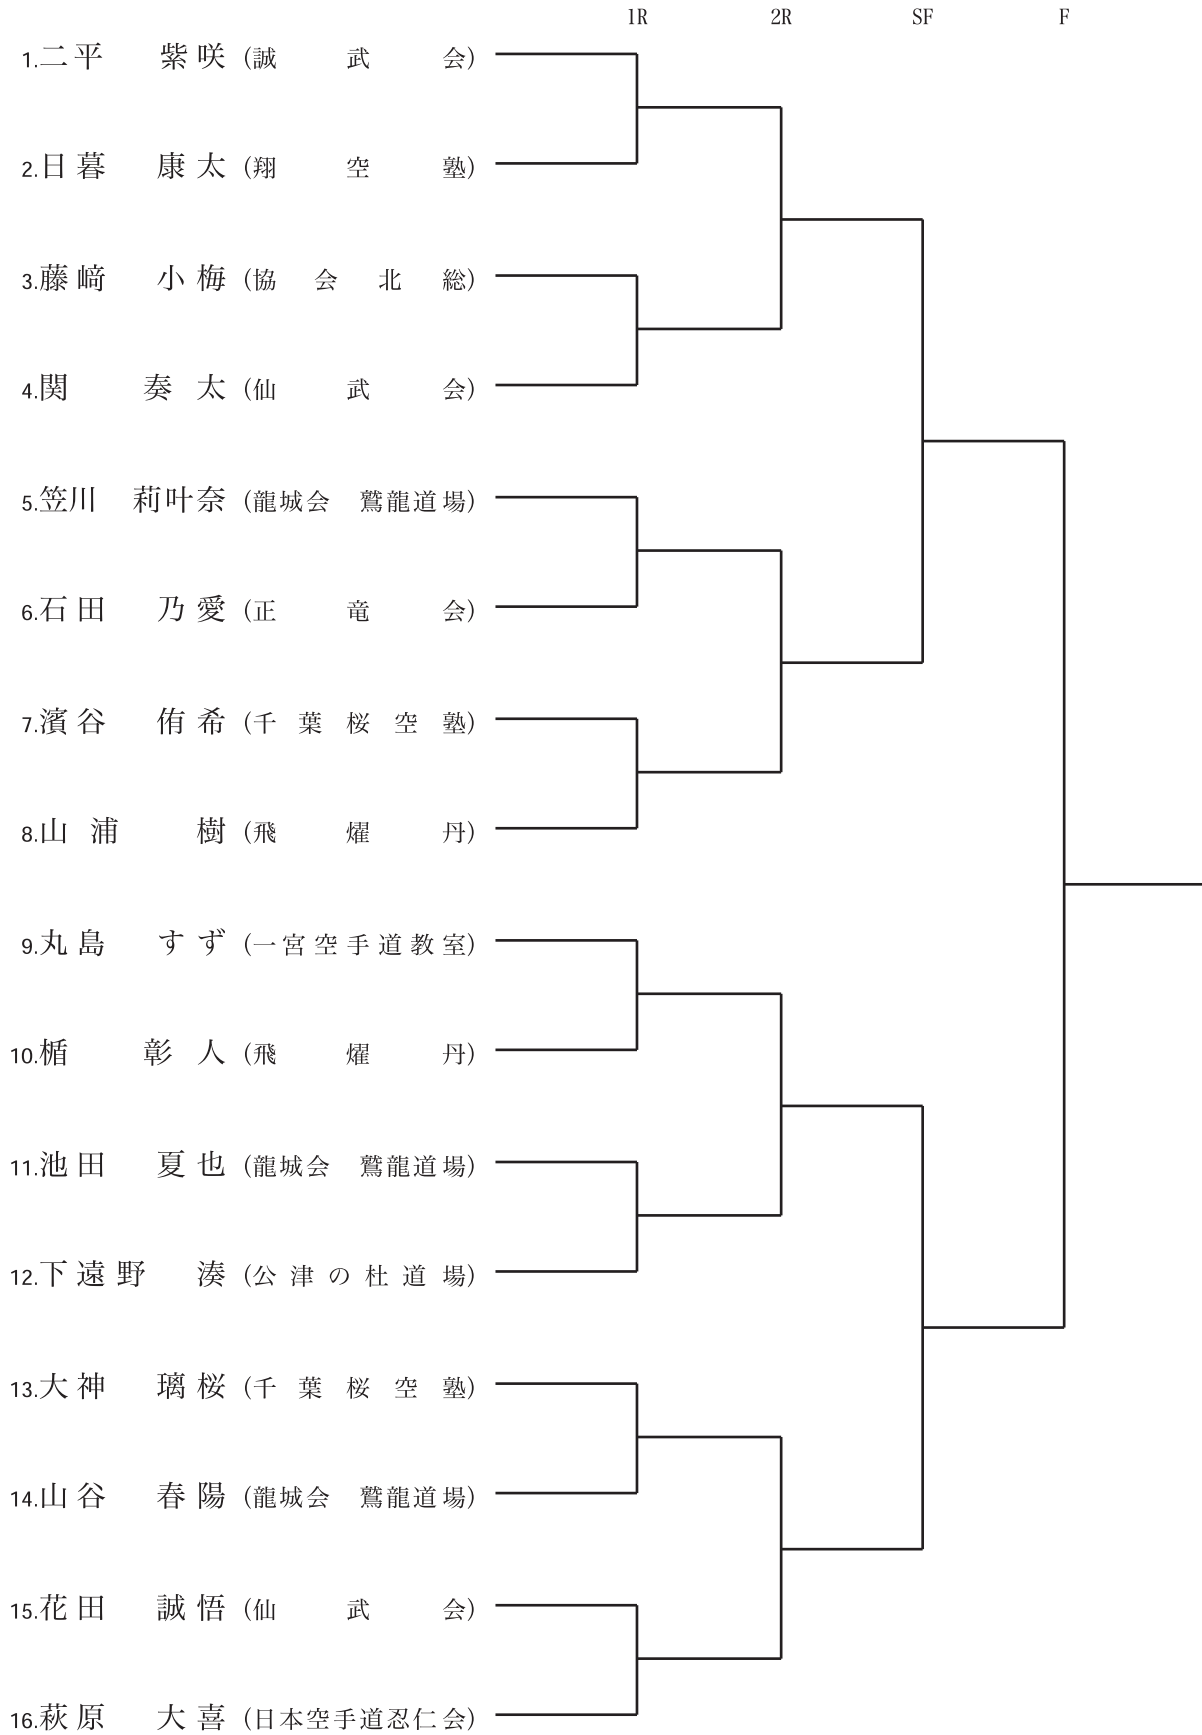 1R 2R SF F
1.二平 紫咲 (誠武会)
2.日暮 康太 (翔空塾)
3.藤﨑 小梅 (協会北総)
4.関 奏太 (仙武会)
5.笠川 莉叶奈 (龍城会 鷲龍道場)
6.石田 乃愛 (正竜会)
7.濱谷 侑希 (千葉桜空塾)
8.山浦 樹 (飛燿丹)
9.丸島 すず (一宮空手道教室)
10.楯 彰人 (飛燿丹)
11.池田 夏也 (龍城会 鷲龍道場)
12.下遠野 湊 (公津の杜道場)
13.大神 璃桜 (千葉桜空塾)
14.山谷 春陽 (龍城会 鷲龍道場)
15.花田 誠悟 (仙武会)
16.萩原 大喜 (日本空手道忍仁会)